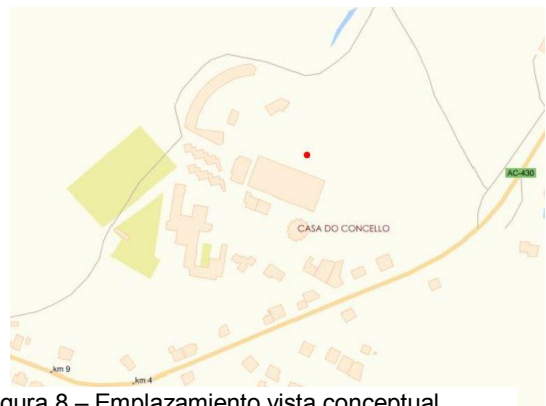 AC-430
CASA DO CONCELLO
km 9
km 4
gura 8 – Emplazamiento vista conceptual